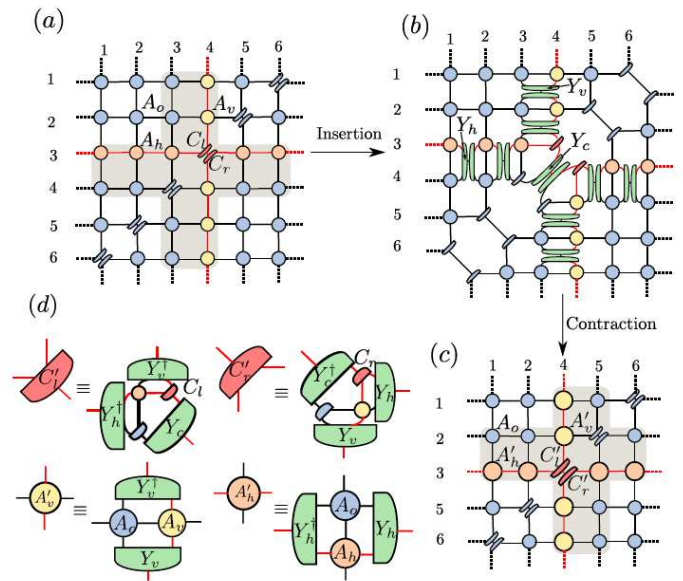 (a)
1 2 3 4 5 6
1
2
3
4
5
6
A_o A_v
A_h C_l
C_r
Insertion
(b)
1 2 3 4 5 6
1
2
3
4
5
6
Y_v
Y_h Y_c
Contraction
(c)
4 5 6
1
2
3
5
6
A_o A'_v
A'_h C'_l
C'_r
(d)
C'_l ≡ Y_v^† C_l
Y_h^† Y_c
C'_r ≡ Y_c^† C_r
Y_h
Y_v
A'_v ≡ Y_v^†
A_o A_v
Y_v
A'_h ≡ A_o
Y_h^† Y_h
A_h